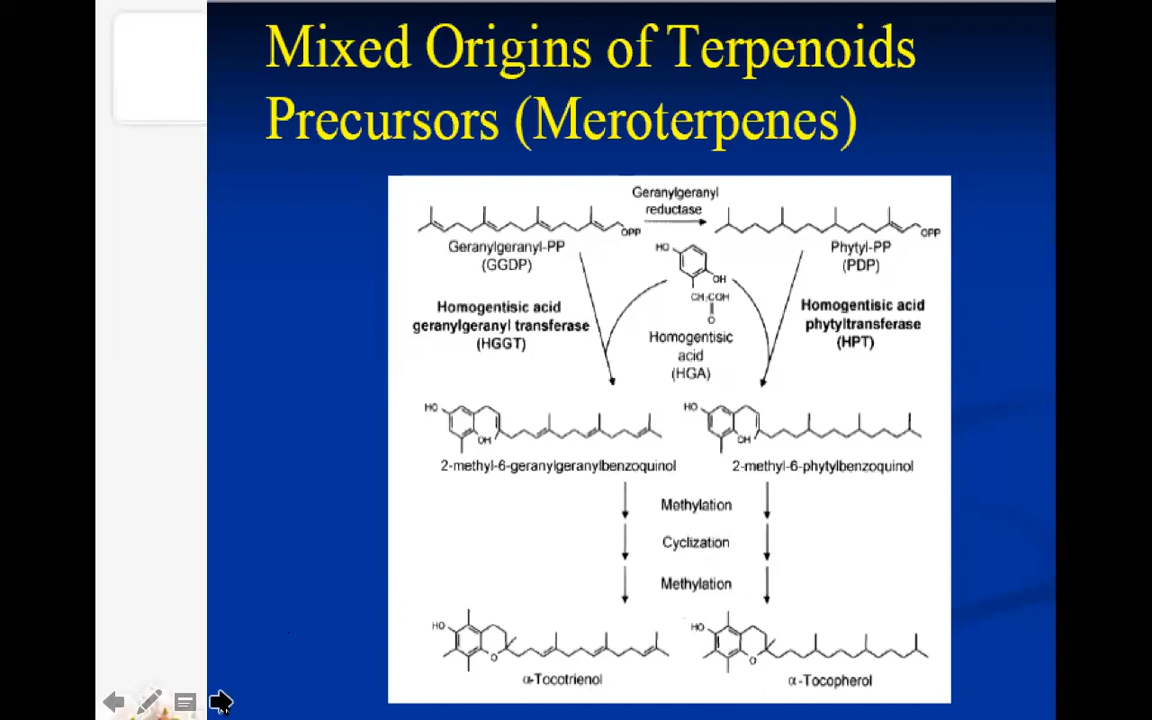 Mixed Origins of Terpenoids
Precursors (Meroterpenes)
Geranylgeranyl
reductase
OPP
OPP
Geranylgeranyl-PP
(GGDP)
Phytyl-PP
(PDP)
HO
OH
CH2COH
O
Homogentisic acid
geranylgeranyl transferase
(HGGT)
Homogentisic
acid
(HGA)
Homogentisic acid
phytyltransferase
(HPT)
HO
OH
HO
OH
2-methyl-6-geranylgeranylbenzoquinol
2-methyl-6-phytylbenzoquinol
Methylation
Cyclization
Methylation
HO
O
HO
O
α-Tocotrienol
α-Tocopherol